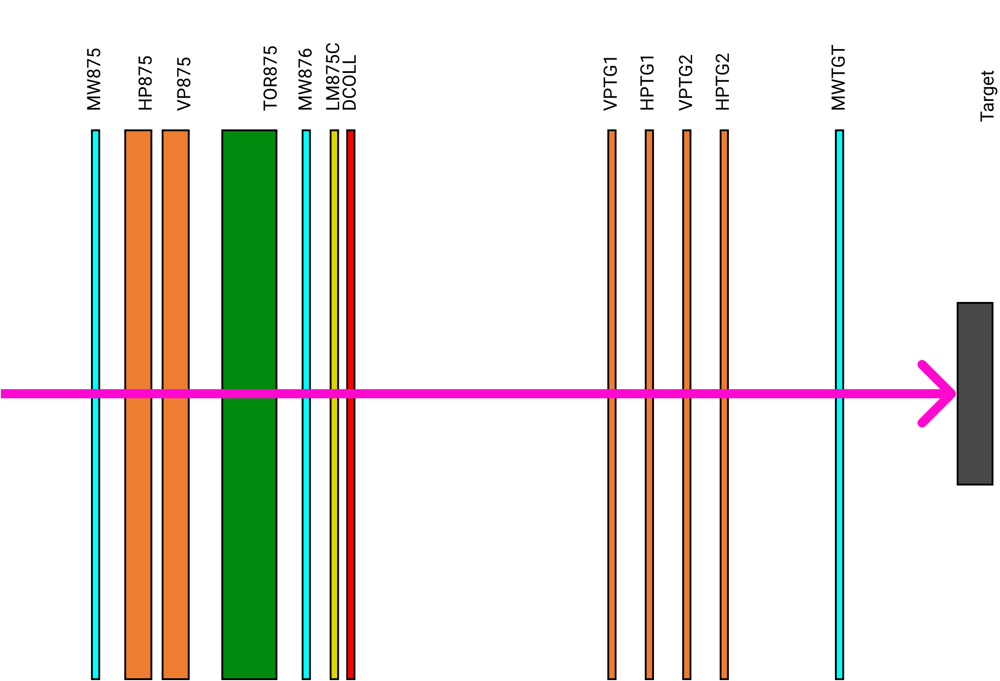 MW875
HP875
VP875
TOR875
MW876
LM875C
DCOLL
VPTG1
HPTG1
VPTG2
HPTG2
MWTGT
Target